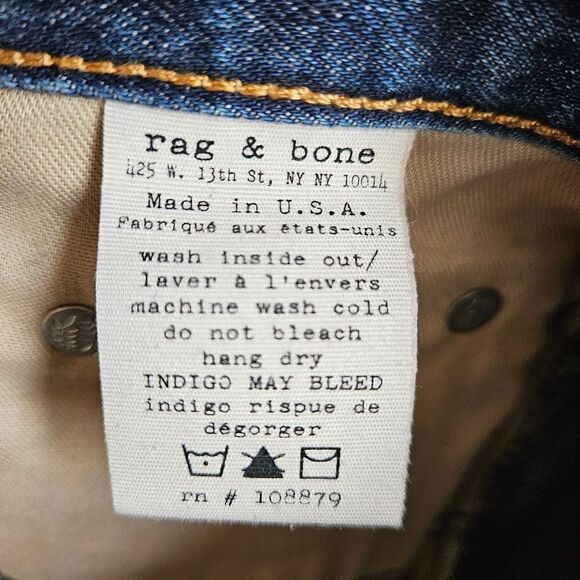 rag & bone
425 W. 13th St, NY NY 10014
Made in U.S.A.
Fabriqué aux états-unis
wash inside out/
laver à l'envers
machine wash cold
do not bleach
hang dry
INDIGO MAY BLEED
indigo rispue de
dégorger
rn # 108879